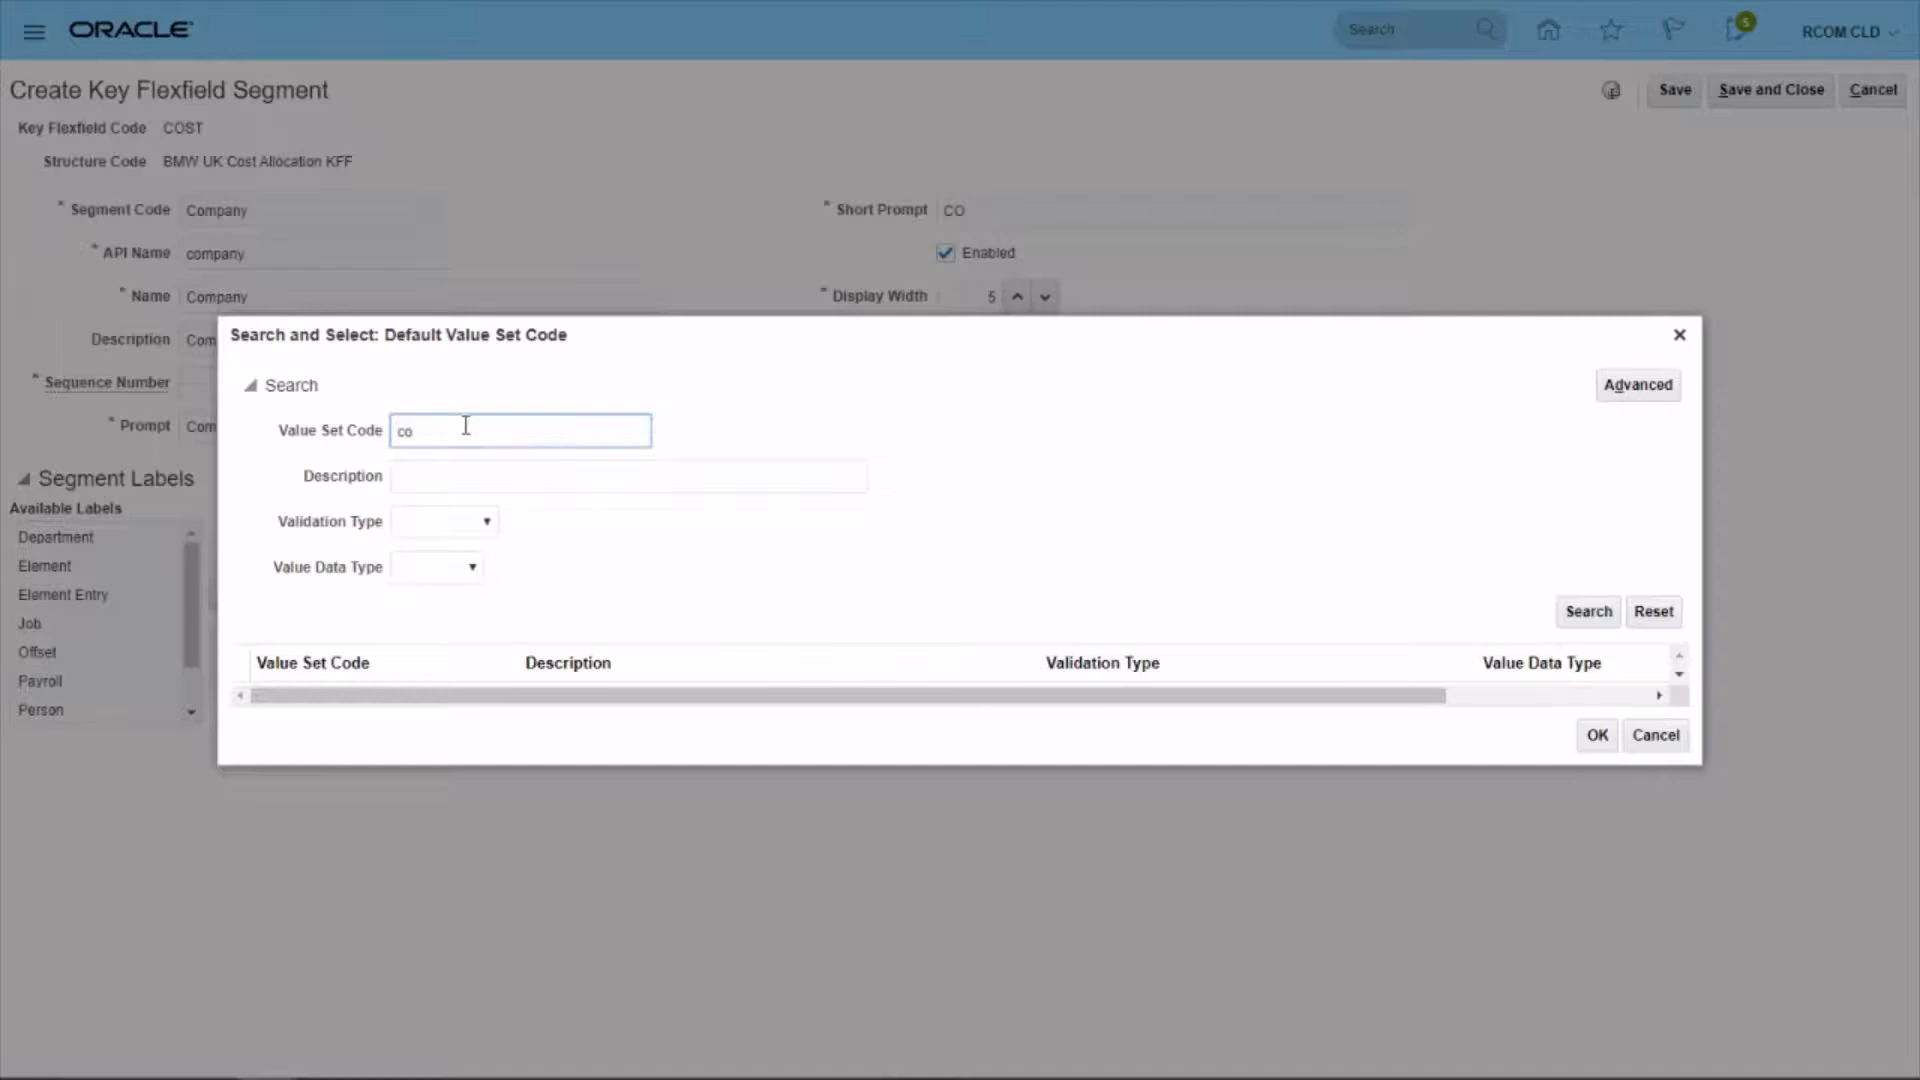 ORACLE
Search
5
RCOM CLD
Create Key Flexfield Segment
Save
Save and Close
Cancel
Key Flexfield Code COST
Structure Code BMW UK Cost Allocation KFF
* Segment Code Company
* Short Prompt CO
* API Name company
Enabled
* Name Company
* Display Width 5
Description Com
* Sequence Number
* Prompt Com
Segment Labels
Available Labels
Department
Element
Element Entry
Job
Offset
Payroll
Person
Search and Select: Default Value Set Code
Search
Advanced
Value Set Code co
Description
Validation Type
Value Data Type
Search Reset
Value Set Code Description Validation Type Value Data Type
OK Cancel